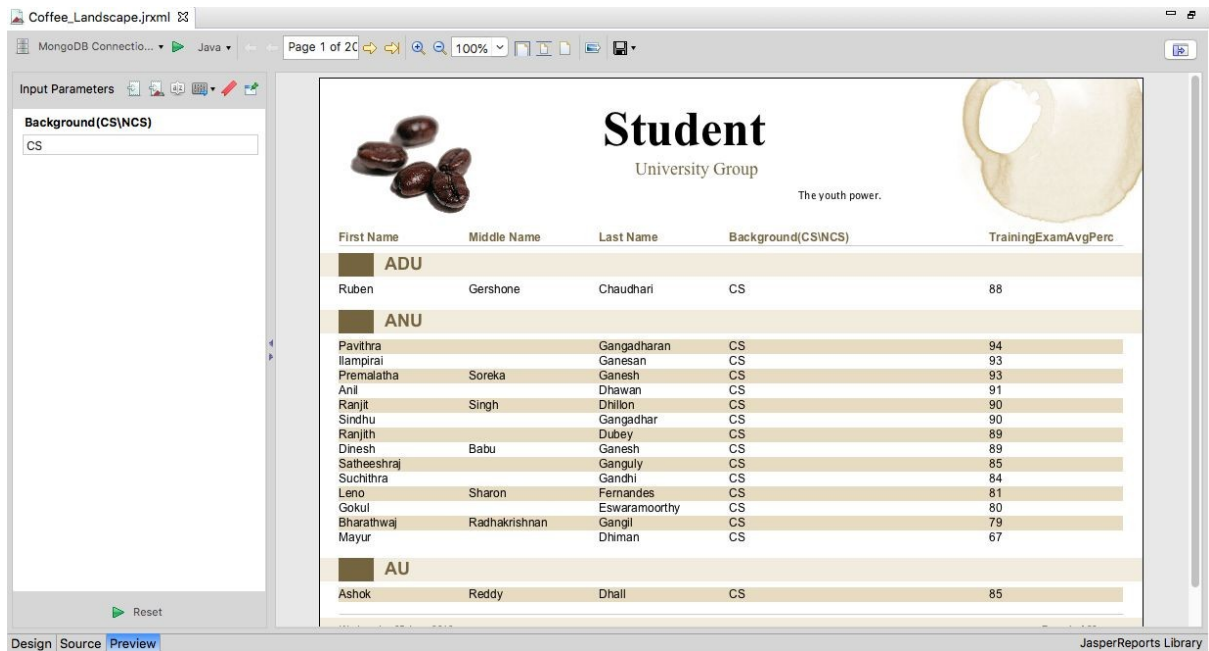 Coffee_Landscape.jrxml
MongoDB Connectio... Java Page 1 of 20 100%
Input Parameters
Background(CS\NCS)
CS
Reset
Student
University Group
The youth power.
First Name Middle Name Last Name Background(CS\NCS) TrainingExamAvgPerc
ADU
Ruben Gershone Chaudhari CS 88
ANU
Pavithra Gangadharan CS 94
Ilampirai Ganesan CS 93
Premalatha Soreka Ganesh CS 93
Anil Dhawan CS 91
Ranjit Singh Dhillon CS 90
Sindhu Gangadhar CS 90
Ranjith Dubey CS 89
Dinesh Babu Ganesh CS 89
Satheeshraj Ganguly CS 85
Suchithra Gandhi CS 84
Leno Sharon Fernandes CS 81
Gokul Eswaramoorthy CS 80
Bharathwaj Radhakrishnan Gangil CS 79
Mayur Dhiman CS 67
AU
Ashok Reddy Dhall CS 85
Design Source Preview JasperReports Library